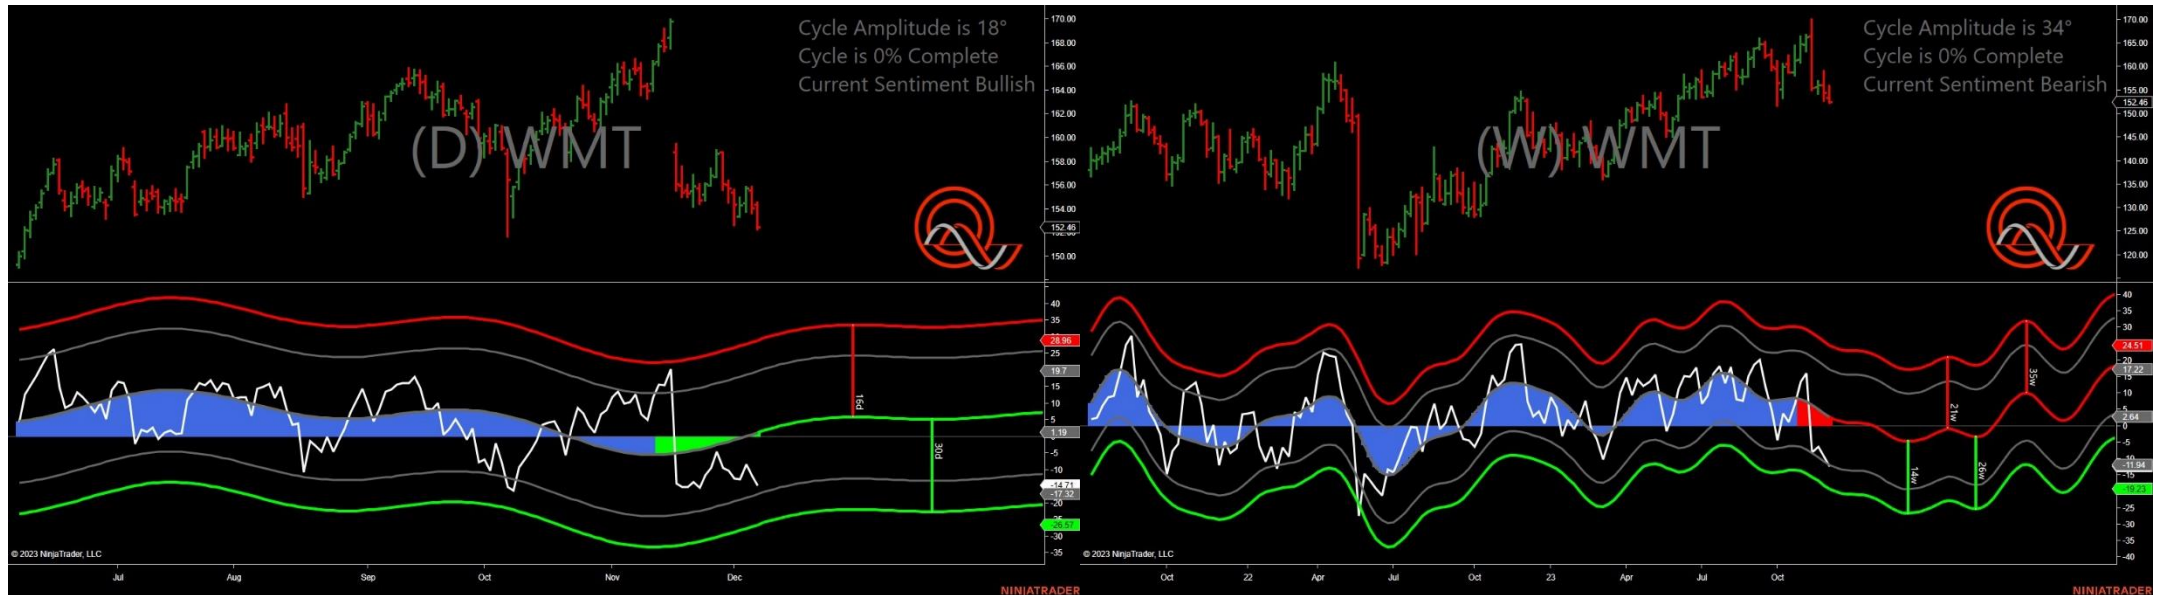 Cycle Amplitude is 18°
Cycle is 0% Complete
Current Sentiment Bullish
(D) WMT
170.00
168.00
166.00
164.00
162.00
160.00
158.00
156.00
154.00
152.46
150.00
40
35
28.96
25
19.7
15
10
5
1.19
-5
-10
-14.71
-17.32
-20
-26.57
-30
-35
16d
30d
© 2023 NinjaTrader, LLC
Jul
Aug
Sep
Oct
Nov
Dec
NINJATRADER
Cycle Amplitude is 34°
Cycle is 0% Complete
Current Sentiment Bearish
(W) WMT
170.00
165.00
160.00
155.00
152.46
145.00
140.00
135.00
130.00
125.00
120.00
40
35
30
24.51
20
17.22
10
5
2.64
0
-5
-11.94
-15
-19.23
-25
-30
-35
-40
21w
35w
14w
26w
© 2023 NinjaTrader, LLC
Oct
22
Apr
Jul
Oct
23
Apr
Jul
Oct
NINJATRADER